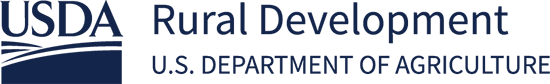 USDA
Rural Development
U.S. DEPARTMENT OF AGRICULTURE